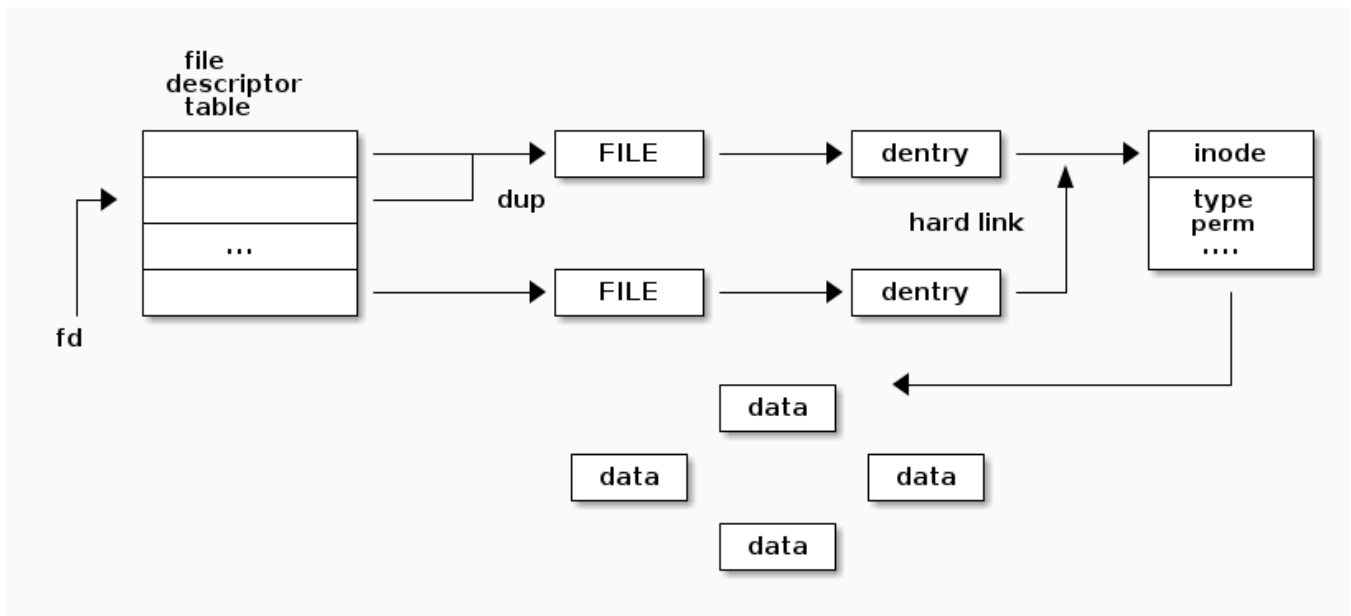 file
descriptor
table
FILE
dentry
inode
dup
type
perm
....
hard link
...
FILE
dentry
fd
data
data
data
data